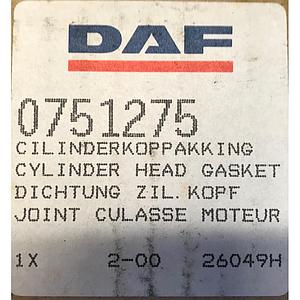 DAF
0751275
CILINDERKOPPAKKING
CYLINDER HEAD GASKET
DICHTUNG ZIL.KOPF
JOINT CULASSE MOTEUR
1X 2-00 26049H